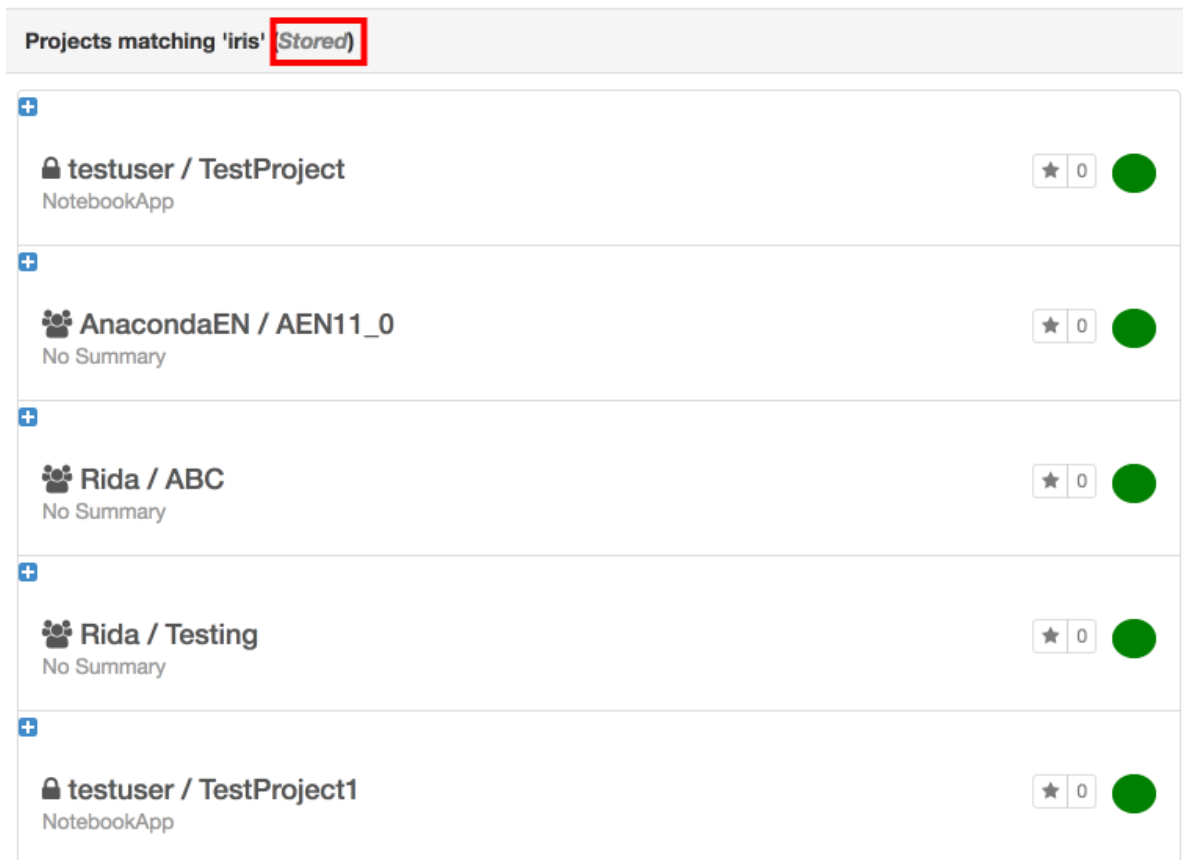 Projects matching 'iris' (Stored)
testuser / TestProject
0
NotebookApp
AnacondaEN / AEN11_0
0
No Summary
Rida / ABC
0
No Summary
Rida / Testing
0
No Summary
testuser / TestProject1
0
NotebookApp